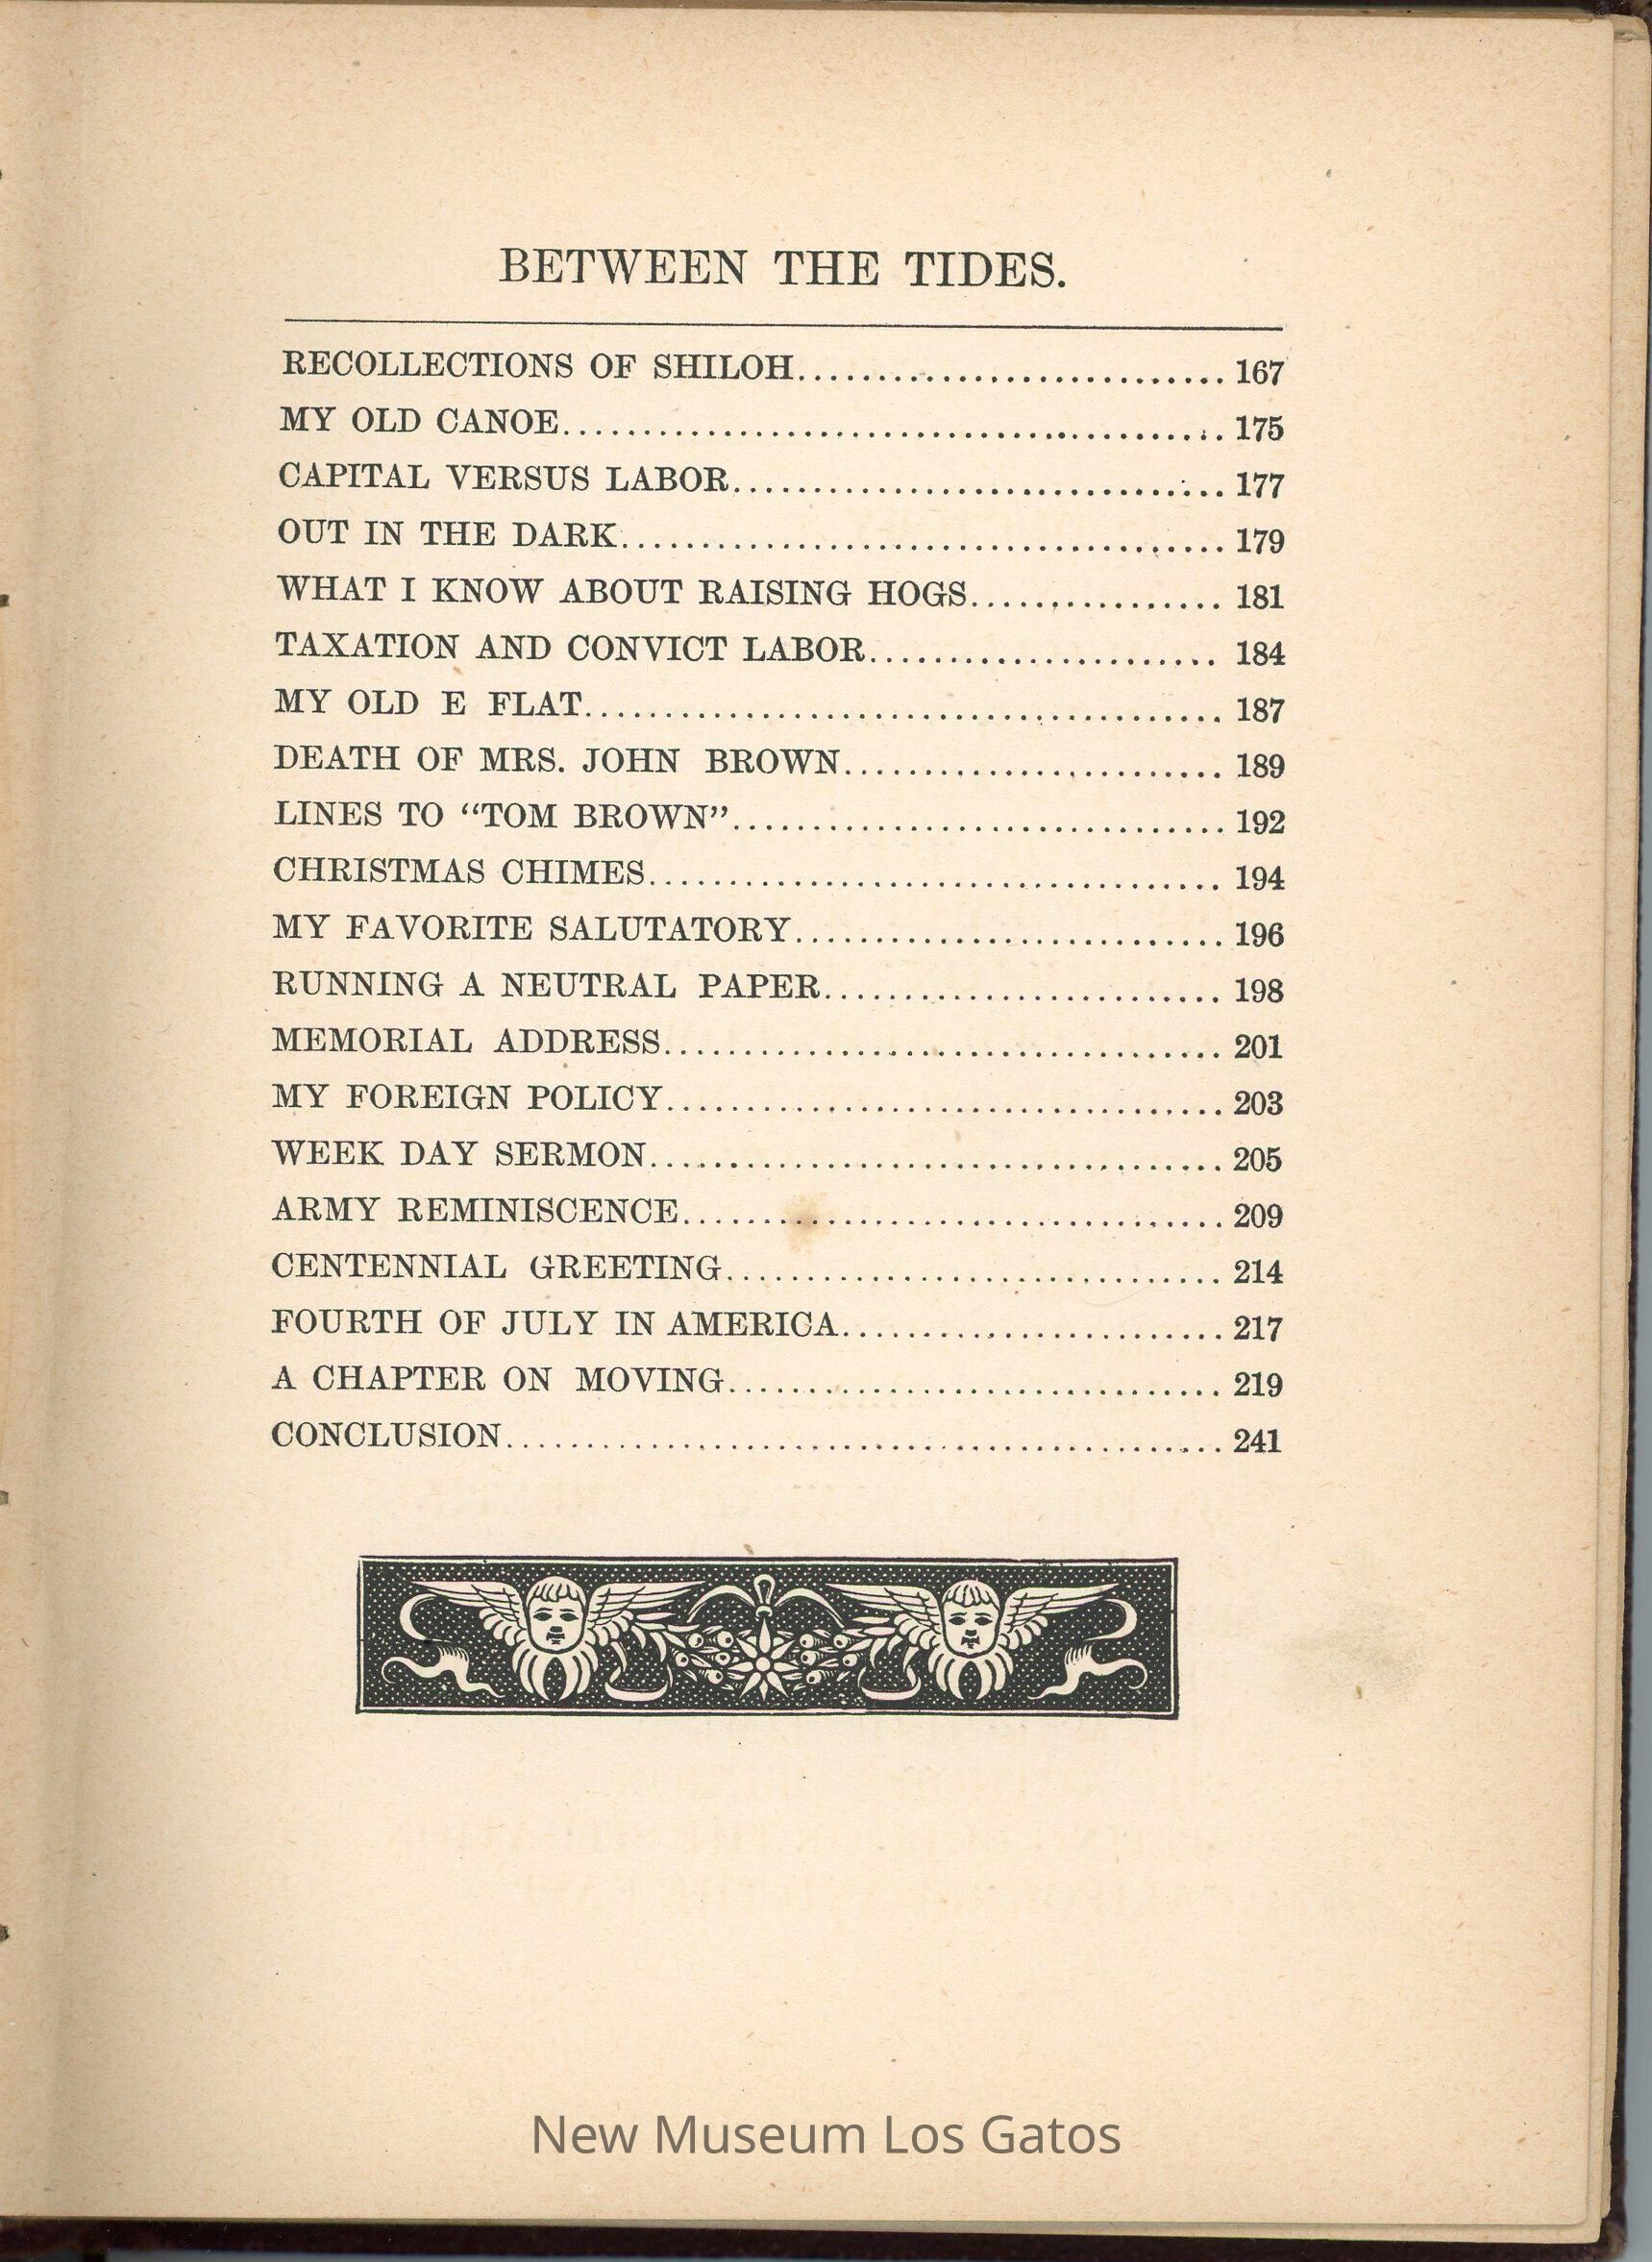 BETWEEN THE TIDES.
RECOLLECTIONS OF SHILOH.......................... 167
MY OLD CANOE......................................... 175
CAPITAL VERSUS LABOR.............................. 177
OUT IN THE DARK..................................... 179
WHAT I KNOW ABOUT RAISING HOGS................ 181
TAXATION AND CONVICT LABOR...................... 184
MY OLD E FLAT........................................ 187
DEATH OF MRS. JOHN BROWN........................ 189
LINES TO “TOM BROWN”............................... 192
CHRISTMAS CHIMES.................................... 194
MY FAVORITE SALUTATORY........................... 196
RUNNING A NEUTRAL PAPER......................... 198
MEMORIAL ADDRESS................................... 201
MY FOREIGN POLICY................................... 203
WEEK DAY SERMON.................................... 205
ARMY REMINISCENCE.................................. 209
CENTENNIAL GREETING............................... 214
FOURTH OF JULY IN AMERICA........................ 217
A CHAPTER ON MOVING............................... 219
CONCLUSION............................................. 241
New Museum Los Gatos